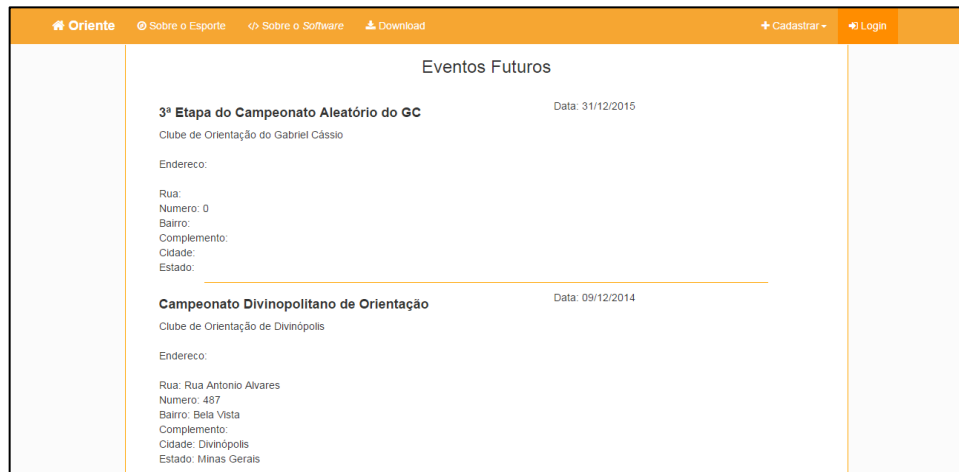 Oriente Sobre o Esporte </> Sobre o Software Download + Cadastrar Login
Eventos Futuros
3ª Etapa do Campeonato Aleatório do GC Data: 31/12/2015
Clube de Orientação do Gabriel Cássio
Endereco:
Rua:
Numero: 0
Bairro:
Complemento:
Cidade:
Estado:
Campeonato Divinopolitano de Orientação Data: 09/12/2014
Clube de Orientação de Divinópolis
Endereco:
Rua: Rua Antonio Alvares
Numero: 487
Bairro: Bela Vista
Complemento:
Cidade: Divinópolis
Estado: Minas Gerais